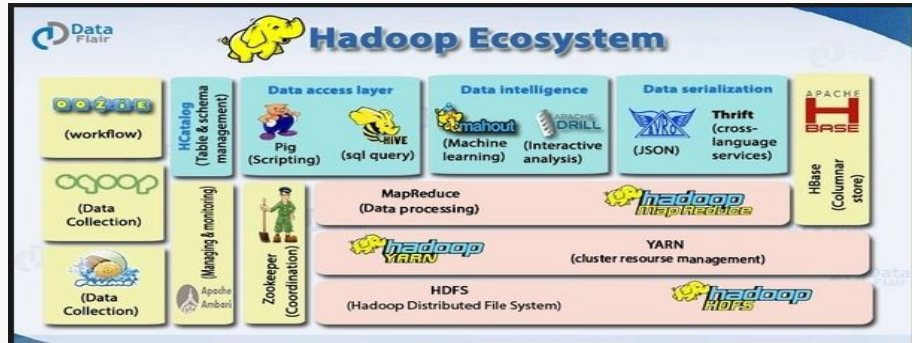 Data
Flair
Hadoop Ecosystem
OOZIE
(workflow)
sqoop
(Data
Collection)
flume
(Data
Collection)
HCatalog
(Table & schema
management)
Apache
Ambari
(Managing & monitoring)
Data access layer
Pig
(Scripting)
HIVE
(sql query)
Data intelligence
mahout
(Machine
learning)
APACHE
DRILL
(Interactive
analysis)
Data serialization
AVRO
(JSON)
Thrift
(cross-
language
services)
APACHE
HBASE
HBase
(Columnar
store)
Zookeeper
(Coordination)
MapReduce
(Data processing)
hadoop
Map Reduce
hadoop
YARN
YARN
(cluster resourse management)
HDFS
(Hadoop Distributed File System)
hadoop
HDFS